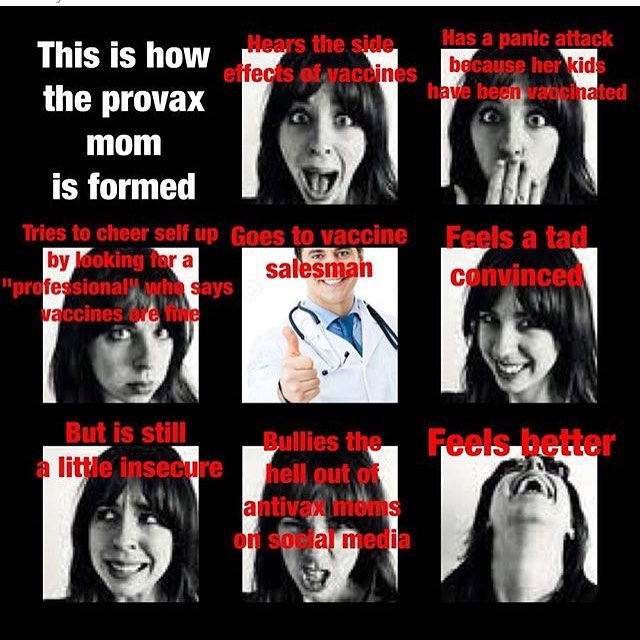 This is how
the provax
mom
is formed
Hears the side
effects of vaccines
Has a panic attack
because her kids
have been vaccinated
Tries to cheer self up
by looking for a
"professional" who says
vaccines are fine
Goes to vaccine
salesman
Feels a tad
convinced
But is still
a little insecure
Bullies the
hell out of
antivax moms
on social media
Feels better